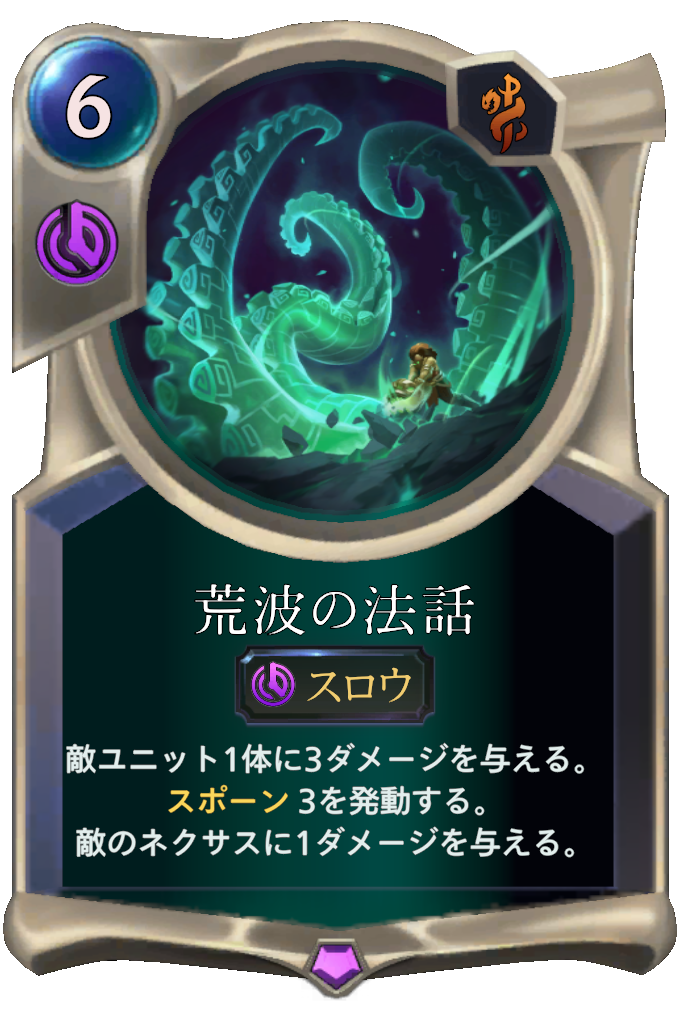 6
荒波の法話
スロウ
敵ユニット1体に3ダメージを与える。
スポーン 3を発動する。
敵のネクサスに1ダメージを与える。